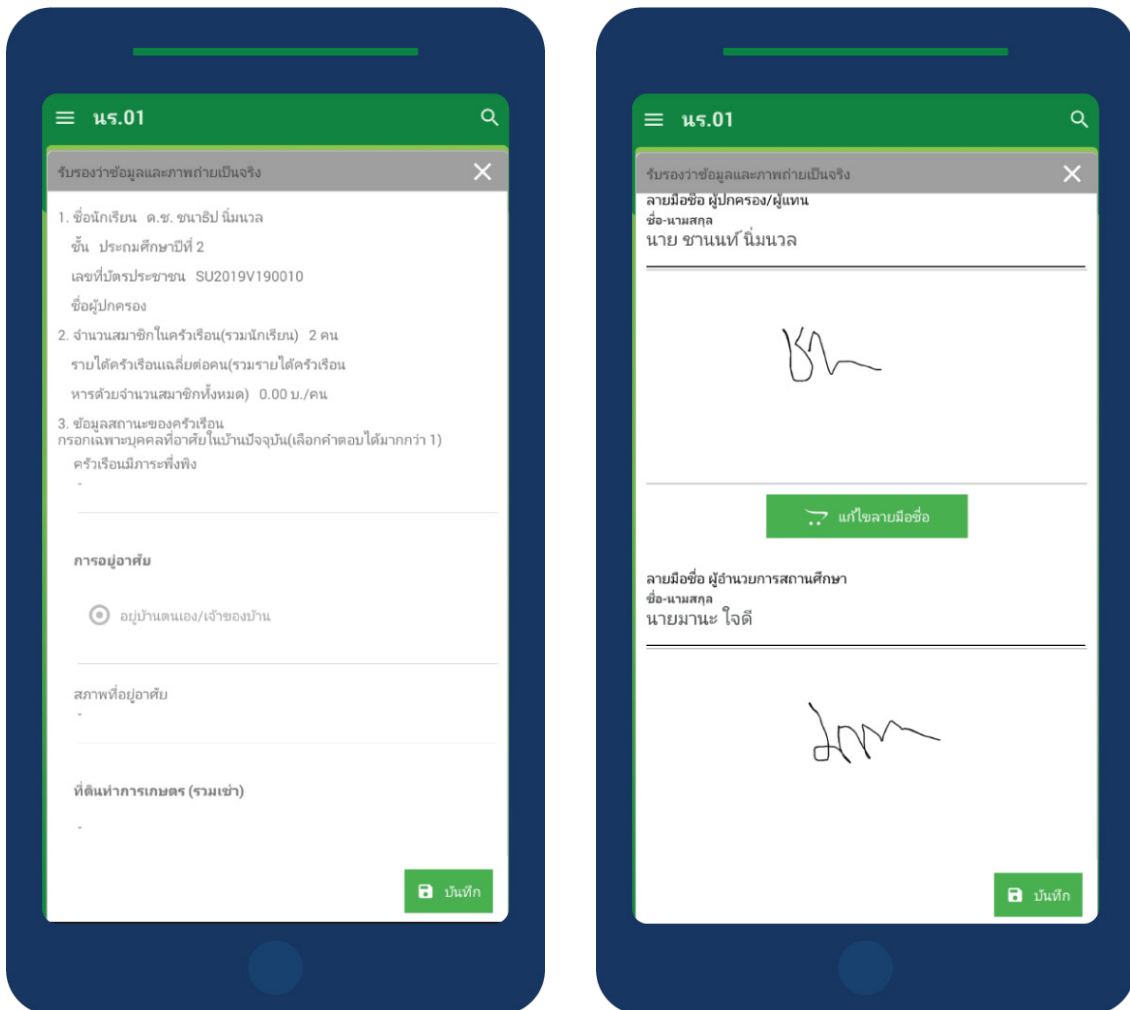 นร.01
รับรองว่าข้อมูลและภาพถ่ายเป็นจริง
1. ชื่อนักเรียน ด.ช. ชนาธิป นิ่มนวล
ชั้น ประถมศึกษาปีที่ 2
เลขที่บัตรประชาชน SU2019V190010
ชื่อผู้ปกครอง
2. จำนวนสมาชิกในครัวเรือน(รวมนักเรียน) 2 คน
รายได้ครัวเรือนเฉลี่ยต่อคน(รวมรายได้ครัวเรือน
หารด้วยจำนวนสมาชิกทั้งหมด) 0.00 บ./คน
3. ข้อมูลสถานะของครัวเรือน
กรอกเฉพาะบุคคลที่อาศัยในบ้านปัจจุบัน(เลือกคำตอบได้มากกว่า 1)
ครัวเรือนมีภาระพึ่งพิง
-
การอยู่อาศัย
อยู่บ้านตนเอง/เจ้าของบ้าน
สภาพที่อยู่อาศัย
-
ที่ดินทำการเกษตร (รวมเช่า)
-
บันทึก
นร.01
รับรองว่าข้อมูลและภาพถ่ายเป็นจริง
ลายมือชื่อ ผู้ปกครอง/ผู้แทน
ชื่อ-นามสกุล
นาย ชานนท์ นิ่มนวล
แก้ไขลายมือชื่อ
ลายมือชื่อ ผู้อำนวยการสถานศึกษา
ชื่อ-นามสกุล
นายมานะ ใจดี
บันทึก